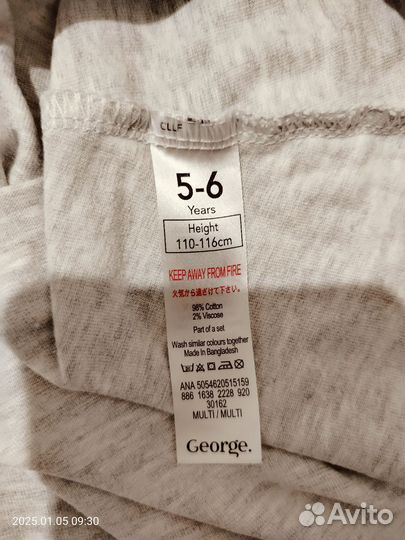 5-6
Years
Height
110-116cm
KEEP AWAY FROM FIRE
火気から遠ざけて下さい。
98% Cotton
2% Viscose
Part of a set
Wash similar colours together
Made in Bangladesh
ANA 5054620515159
886 1638 2228 920
30162
MULTI / MULTI
George.
2025.01.05 09:30
Avito